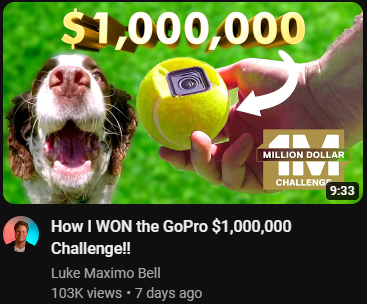 $1,000,000
1M
MILLION DOLLAR
CHALLENGE
9:33
How I WON the GoPro $1,000,000
Challenge!!
Luke Maximo Bell
103K views • 7 days ago